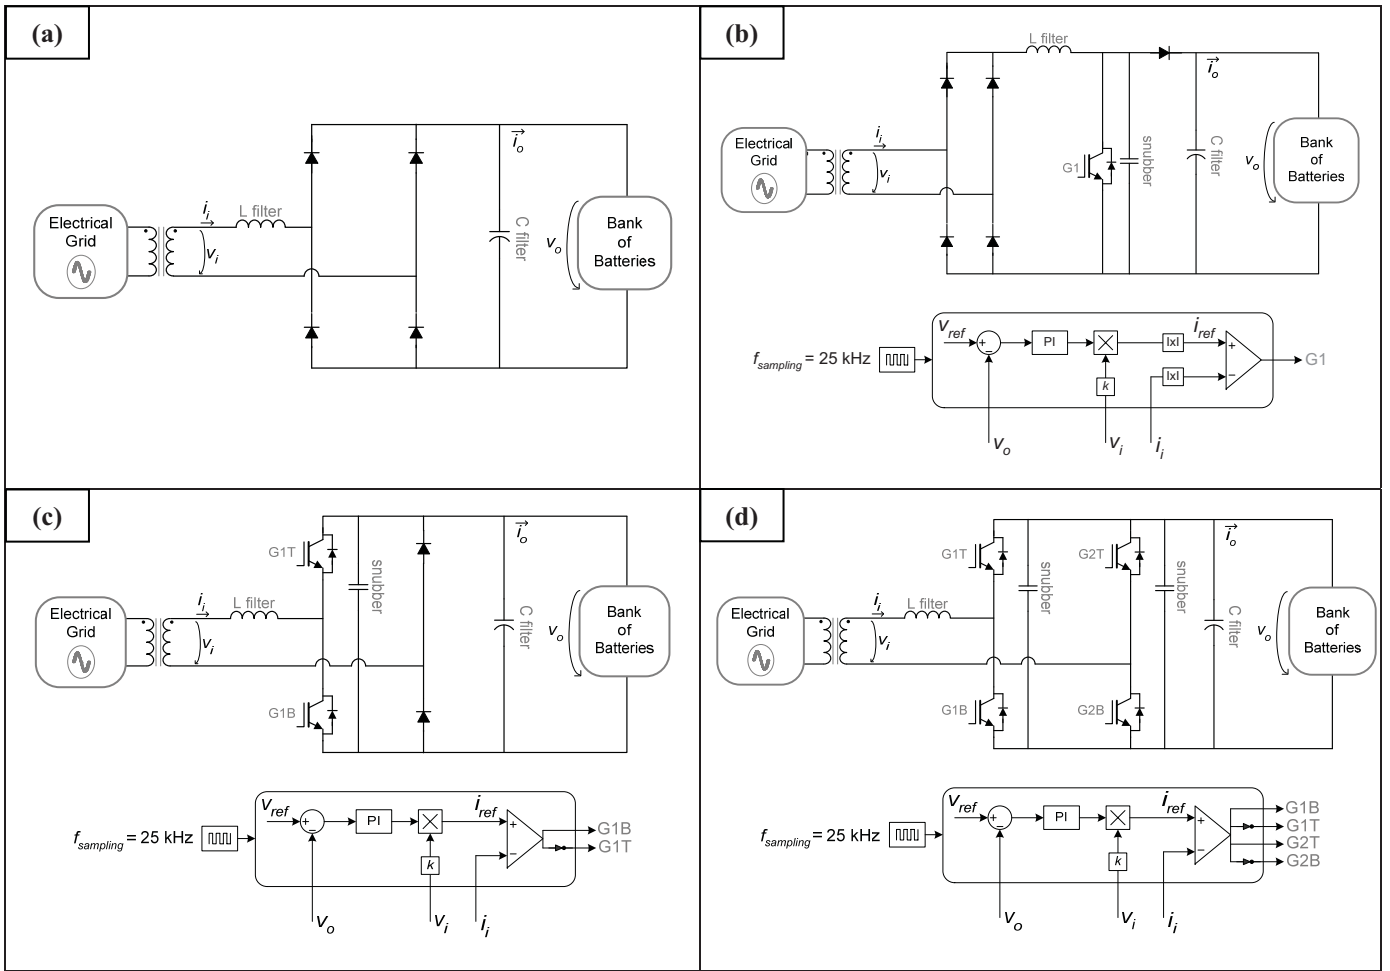 (a)
Electrical
Grid
i_i
v_i
L filter
C filter
i_o
v_o
Bank
of
Batteries
(b)
Electrical
Grid
i_i
v_i
L filter
G1
snubber
C filter
i_o
v_o
Bank
of
Batteries
f_sampling = 25 kHz
v_ref
+
−
PI
k
|x|
|x|
i_ref
+
−
G1
v_o
v_i
i_i
(c)
Electrical
Grid
i_i
v_i
L filter
G1T
G1B
snubber
C filter
i_o
v_o
Bank
of
Batteries
f_sampling = 25 kHz
v_ref
+
−
PI
k
i_ref
+
−
G1B
G1T
v_o
v_i
i_i
(d)
Electrical
Grid
i_i
v_i
L filter
G1T
G1B
snubber
G2T
G2B
snubber
C filter
i_o
v_o
Bank
of
Batteries
f_sampling = 25 kHz
v_ref
+
−
PI
k
i_ref
+
−
G1B
G1T
G2T
G2B
v_o
v_i
i_i